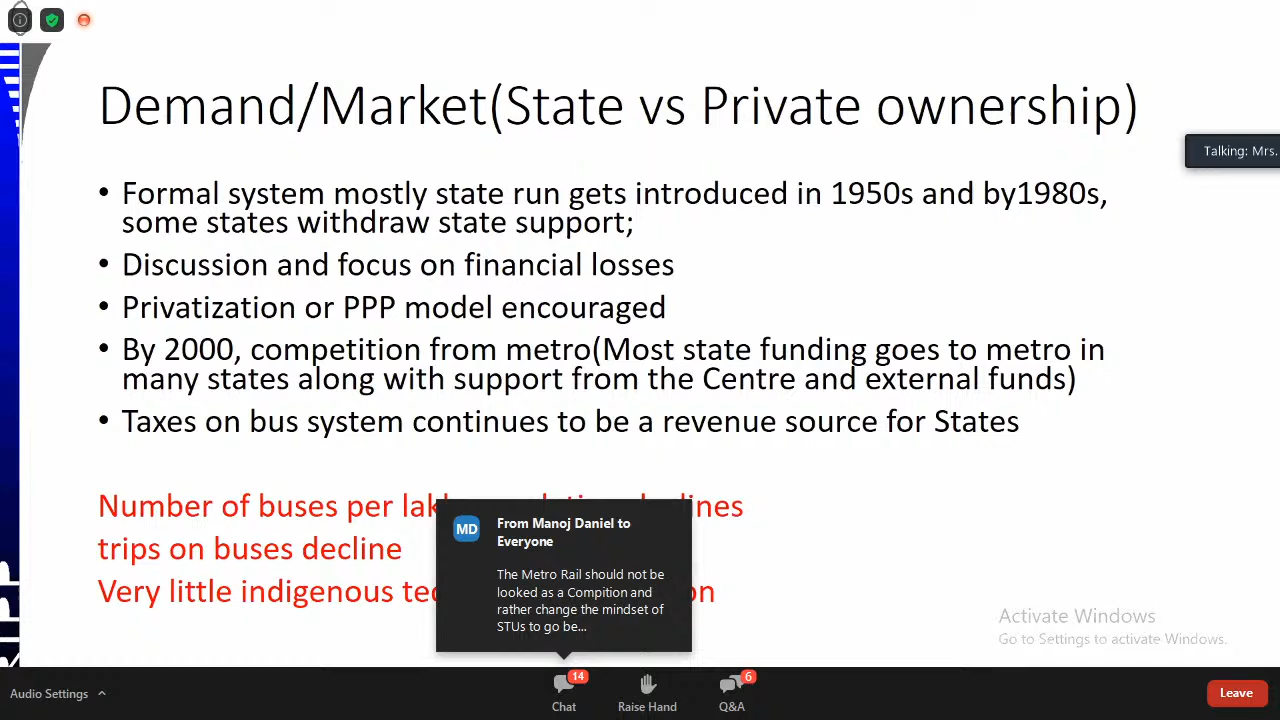 Demand/Market(State vs Private ownership)
Talking: Mrs.
• Formal system mostly state run gets introduced in 1950s and by1980s,
some states withdraw state support;
• Discussion and focus on financial losses
• Privatization or PPP model encouraged
• By 2000, competition from metro(Most state funding goes to metro in
many states along with support from the Centre and external funds)
• Taxes on bus system continues to be a revenue source for States
Number of buses per
trips on buses decline
Very little indigenous
MD
From Manoj Daniel to
Everyone
The Metro Rail should not be
looked as a Compition and
rather change the mindset of
STUs to go be...
Activate Windows
Go to Settings to activate Windows.
Audio Settings
14
Chat
Raise Hand
6
Q&A
Leave